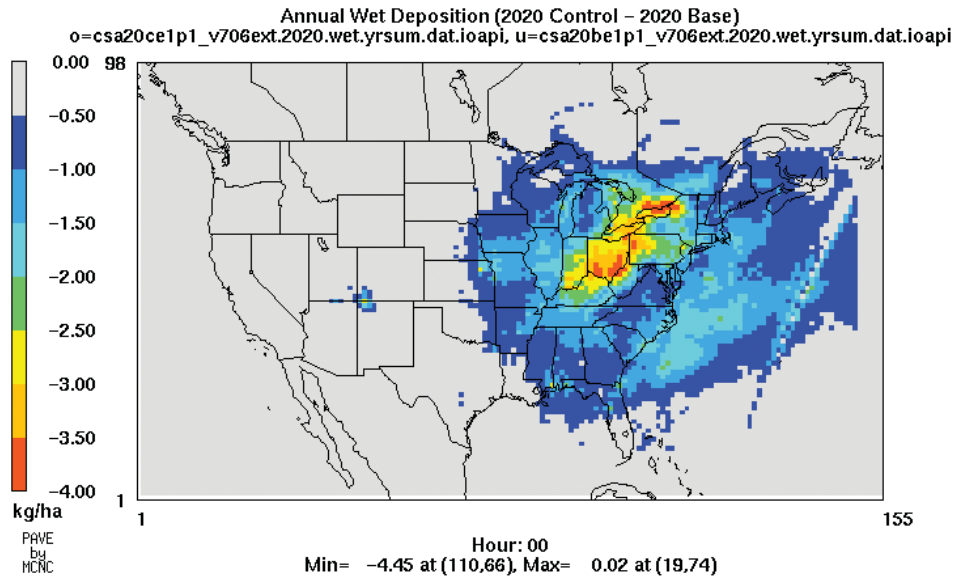 Annual Wet Deposition (2020 Control – 2020 Base)
o=csa20ce1p1_v706ext.2020.wet.yrsum.dat.ioapi, u=csa20be1p1_v706ext.2020.wet.yrsum.dat.ioapi
0.00
98
−0.50
−1.00
−1.50
−2.00
−2.50
−3.00
−3.50
−4.00
1
kg/ha
1
155
PAVE
by
MCNC
Hour: 00
Min= −4.45 at (110,66), Max= 0.02 at (19,74)